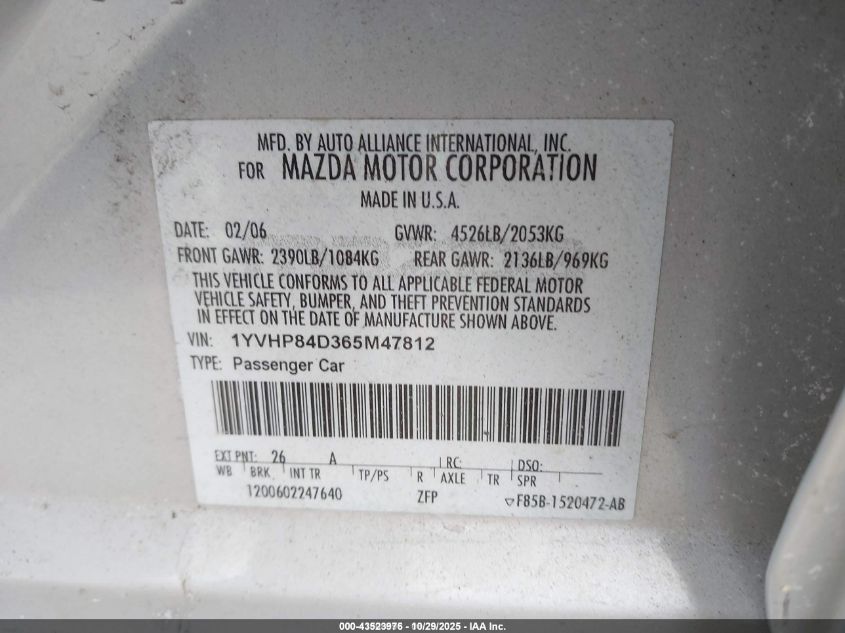 MFD. BY AUTO ALLIANCE INTERNATIONAL, INC.
FOR MAZDA MOTOR CORPORATION
MADE IN U.S.A.
DATE: 02/06 GVWR: 4526LB/2053KG
FRONT GAWR: 2390LB/1084KG REAR GAWR: 2136LB/969KG
THIS VEHICLE CONFORMS TO ALL APPLICABLE FEDERAL MOTOR
VEHICLE SAFETY, BUMPER, AND THEFT PREVENTION STANDARDS
IN EFFECT ON THE DATE OF MANUFACTURE SHOWN ABOVE.
VIN: 1YVHP84D365M47812
TYPE: Passenger Car
EXT PNT: 26 A RC: DSO:
WB BRK INT TR TP/PS R AXLE TR SPR
1200602247640 ZFP F85B-1520472-AB
000-43523976 - 10/29/2025 - IAA Inc.